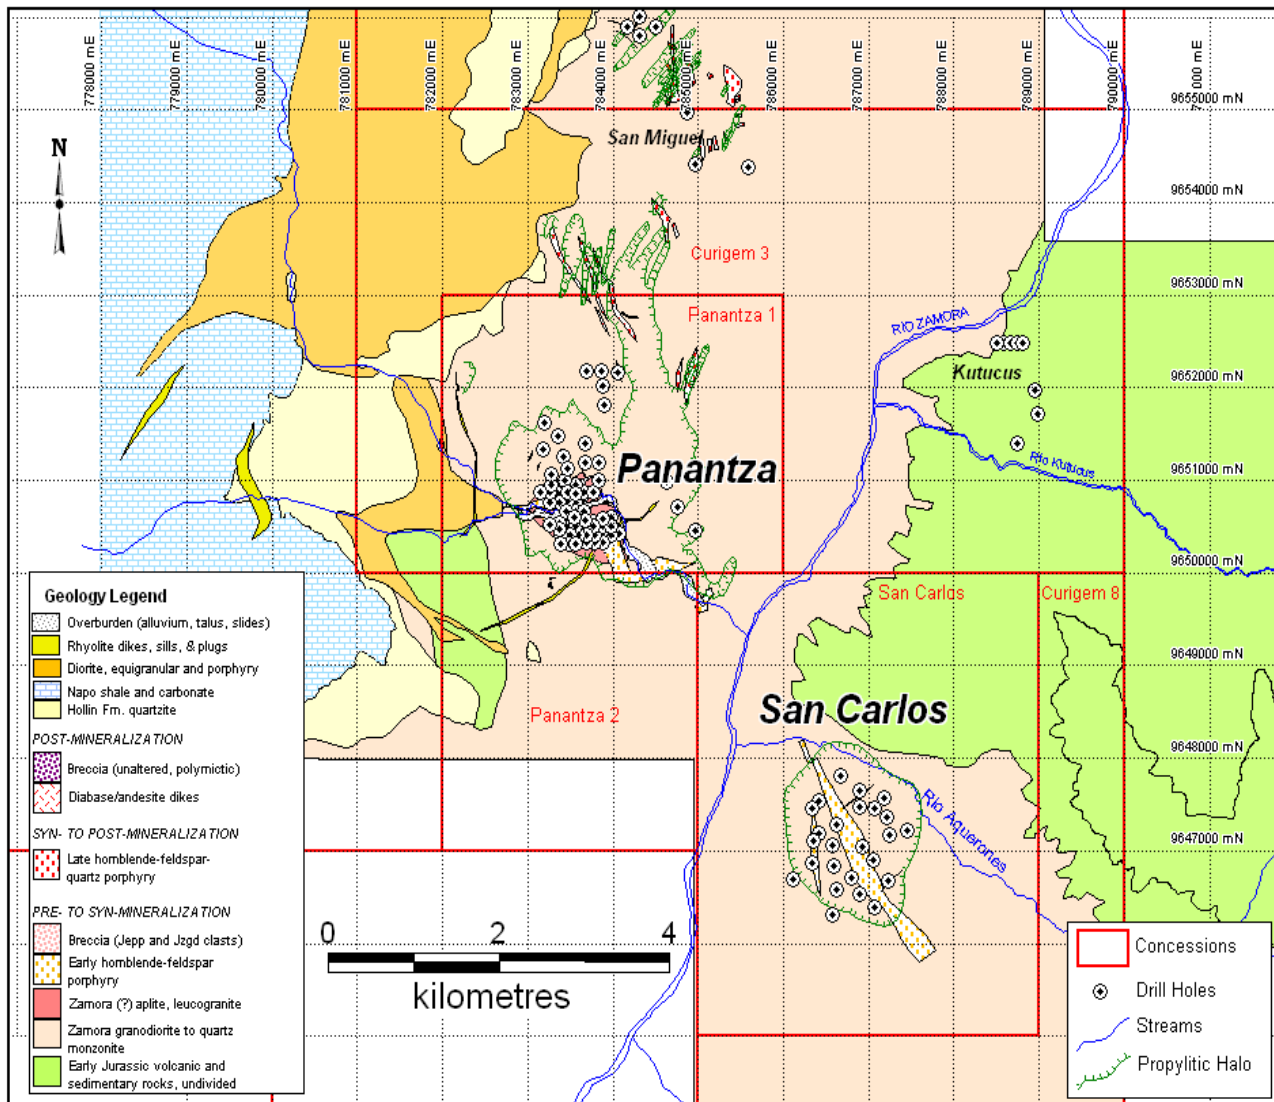 778000 mE
779000 mE
780000 mE
781000 mE
782000 mE
783000 mE
784000 mE
785000 mE
786000 mE
787000 mE
788000 mE
789000 mE
790000 mE
9655000 mN
San Miguel
N
9654000 mN
Curigem 3
9653000 mN
Panantza 1
RIO ZAMORA
Kutucus
9652000 mN
Panantza
Rio Kutucus
9651000 mN
9650000 mN
San Carlos
Curigem 8
9649000 mN
San Carlos
Panantza 2
9648000 mN
Rio Aquerones
9647000 mN
Geology Legend
Overburden (alluvium, talus, slides)
Rhyolite dikes, sills, & plugs
Diorite, equigranular and porphyry
Napo shale and carbonate
Hollin Fm. quartzite
POST-MINERALIZATION
Breccia (unaltered, polymictic)
Diabase/andesite dikes
SYN- TO POST-MINERALIZATION
Late hornblende-feldspar-
quartz porphyry
PRE- TO SYN-MINERALIZATION
Breccia (Jepp and Jzgd clasts)
Early hornblende-feldspar
porphyry
Zamora (?) aplite, leucogranite
Zamora granodiorite to quartz
monzonite
Early Jurassic volcanic and
sedimentary rocks, undivided
0 2 4
kilometres
Concessions
Drill Holes
Streams
Propylitic Halo